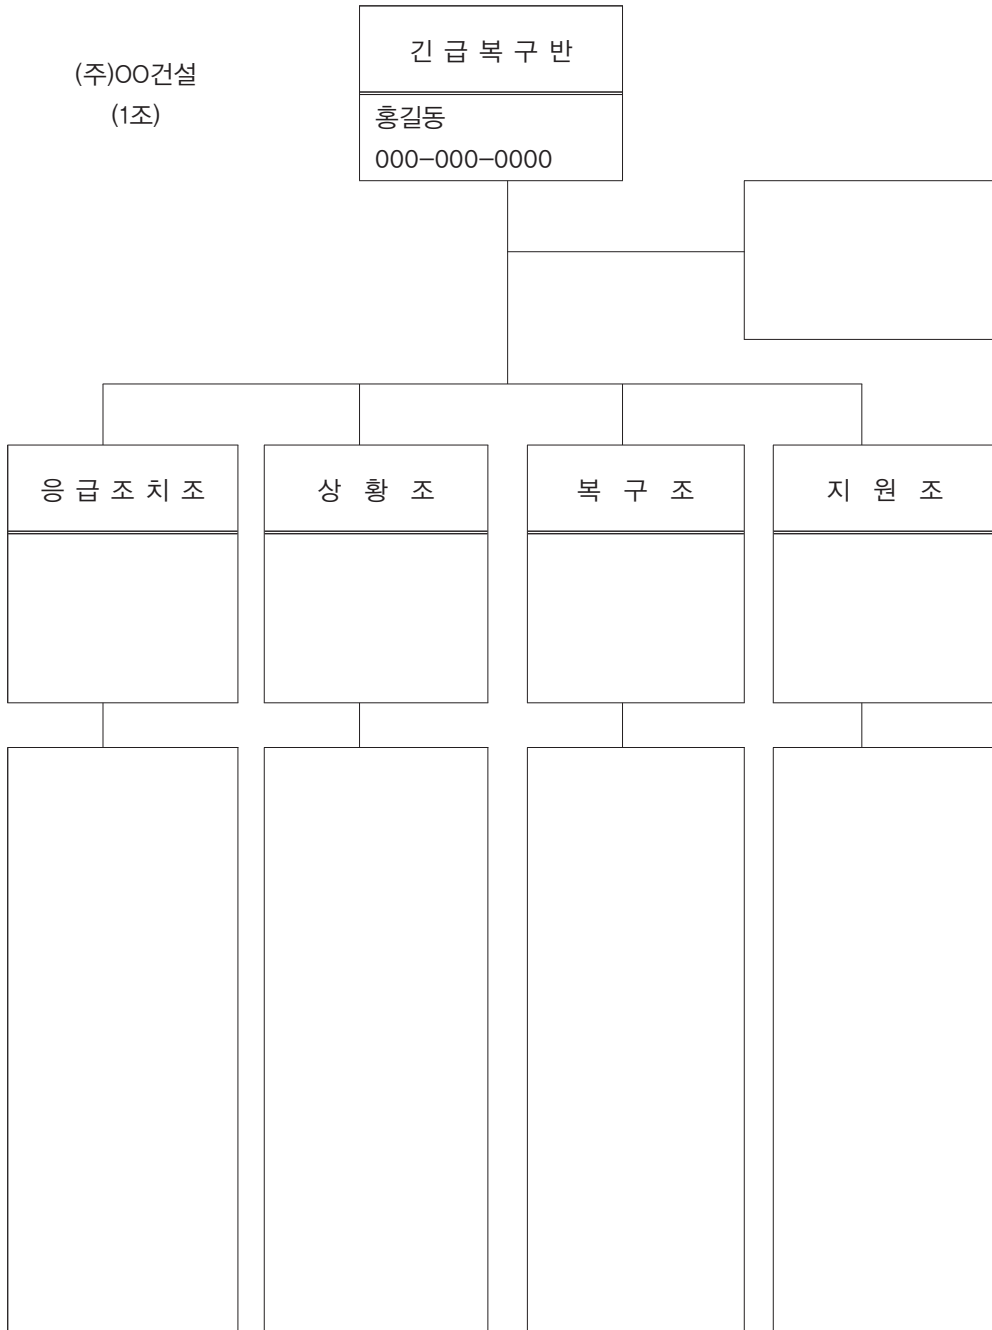 긴 급 복 구 반
(주)OO건설
(1조)
홍길동
000-000-0000
응 급 조 치 조
상 황 조
복 구 조
지 원 조